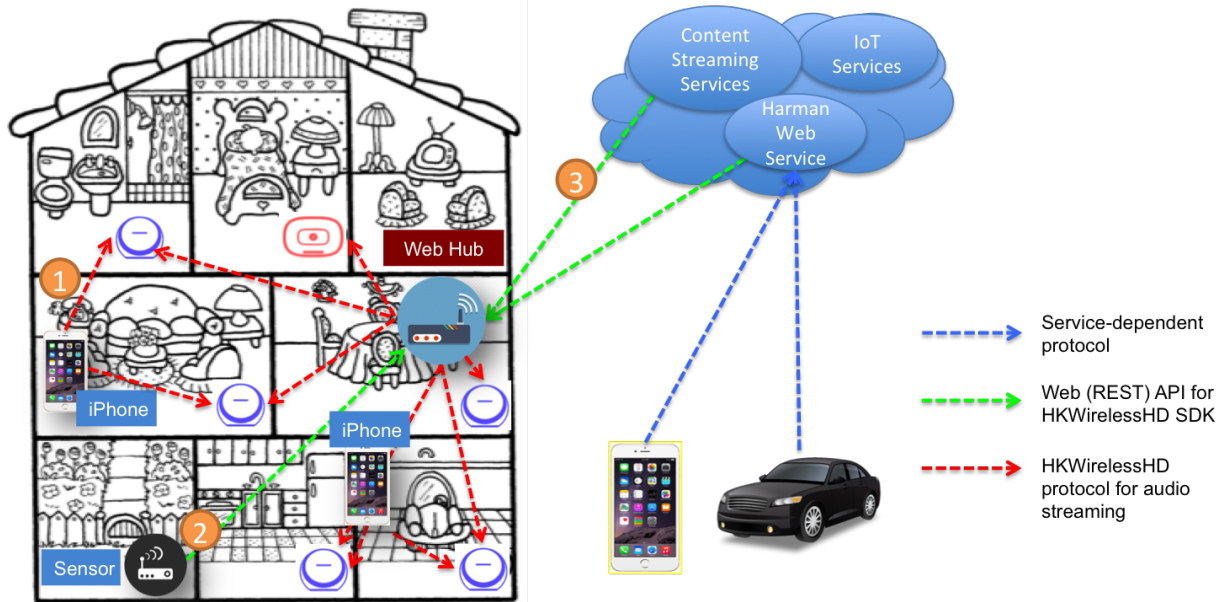 Content
Streaming
Services
IoT
Services
Harman
Web
Service
3
Web Hub
1
iPhone
iPhone
2
Sensor
Service-dependent
protocol
Web (REST) API for
HKWirelessHD SDK
HKWirelessHD
protocol for audio
streaming